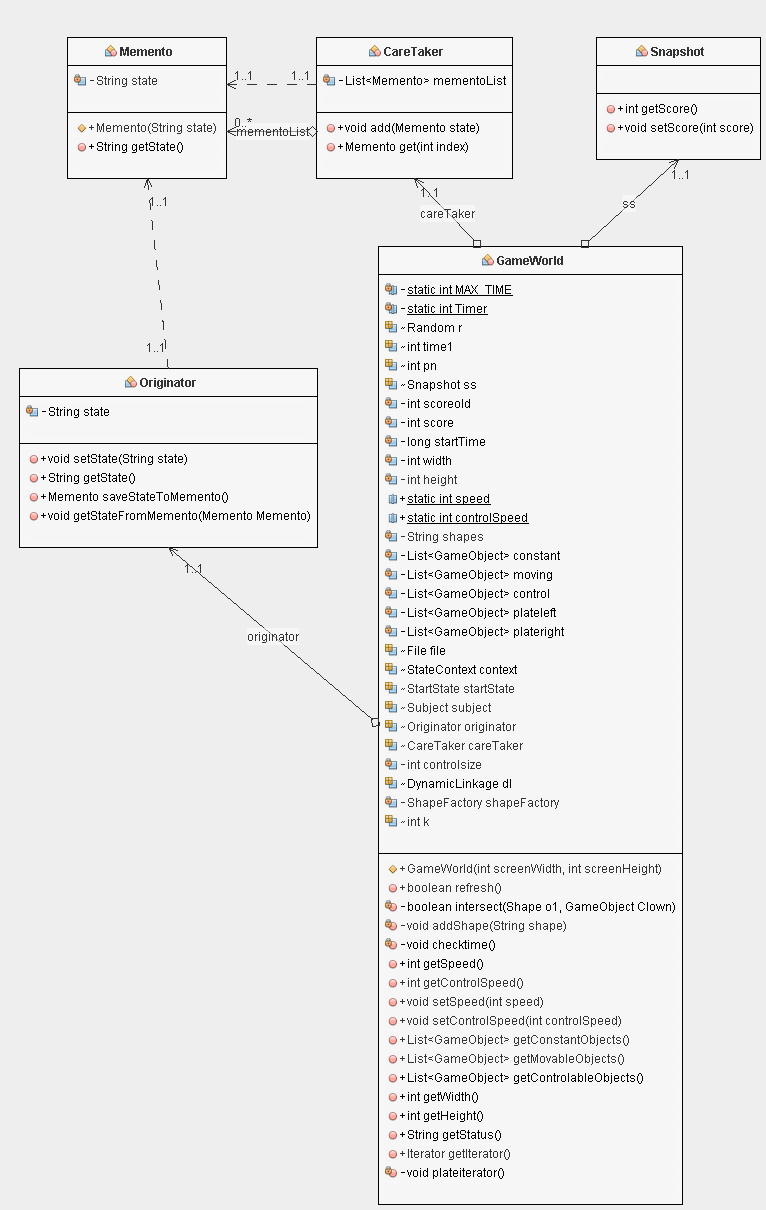 Memento
-String state
+Memento(String state)
+String getState()
1..1
1..1
0..*
mementoList
CareTaker
-List<Memento> mementoList
+void add(Memento state)
+Memento get(int index)
Snapshot
+int getScore()
+void setScore(int score)
1..1
careTaker
1..1
ss
1..1
1..1
Originator
-String state
+void setState(String state)
+String getState()
+Memento saveStateToMemento()
+void getStateFromMemento(Memento Memento)
1..1
originator
GameWorld
-static int MAX_TIME
-static int Timer
~Random r
~int time1
~int pn
~Snapshot ss
-int scoreold
-int score
-long startTime
-int width
-int height
+static int speed
+static int controlSpeed
-String shapes
-List<GameObject> constant
-List<GameObject> moving
-List<GameObject> control
-List<GameObject> plateleft
-List<GameObject> plateright
~File file
~StateContext context
~StartState startState
~Subject subject
~Originator originator
~CareTaker careTaker
-int controlsize
~DynamicLinkage dl
-ShapeFactory shapeFactory
~int k
+GameWorld(int screenWidth, int screenHeight)
+boolean refresh()
-boolean intersect(Shape o1, GameObject Clown)
-void addShape(String shape)
-void checktime()
+int getSpeed()
+int getControlSpeed()
+void setSpeed(int speed)
+void setControlSpeed(int controlSpeed)
+List<GameObject> getConstantObjects()
+List<GameObject> getMovableObjects()
+List<GameObject> getControlableObjects()
+int getWidth()
+int getHeight()
+String getStatus()
+Iterator getIterator()
-void plateiterator()